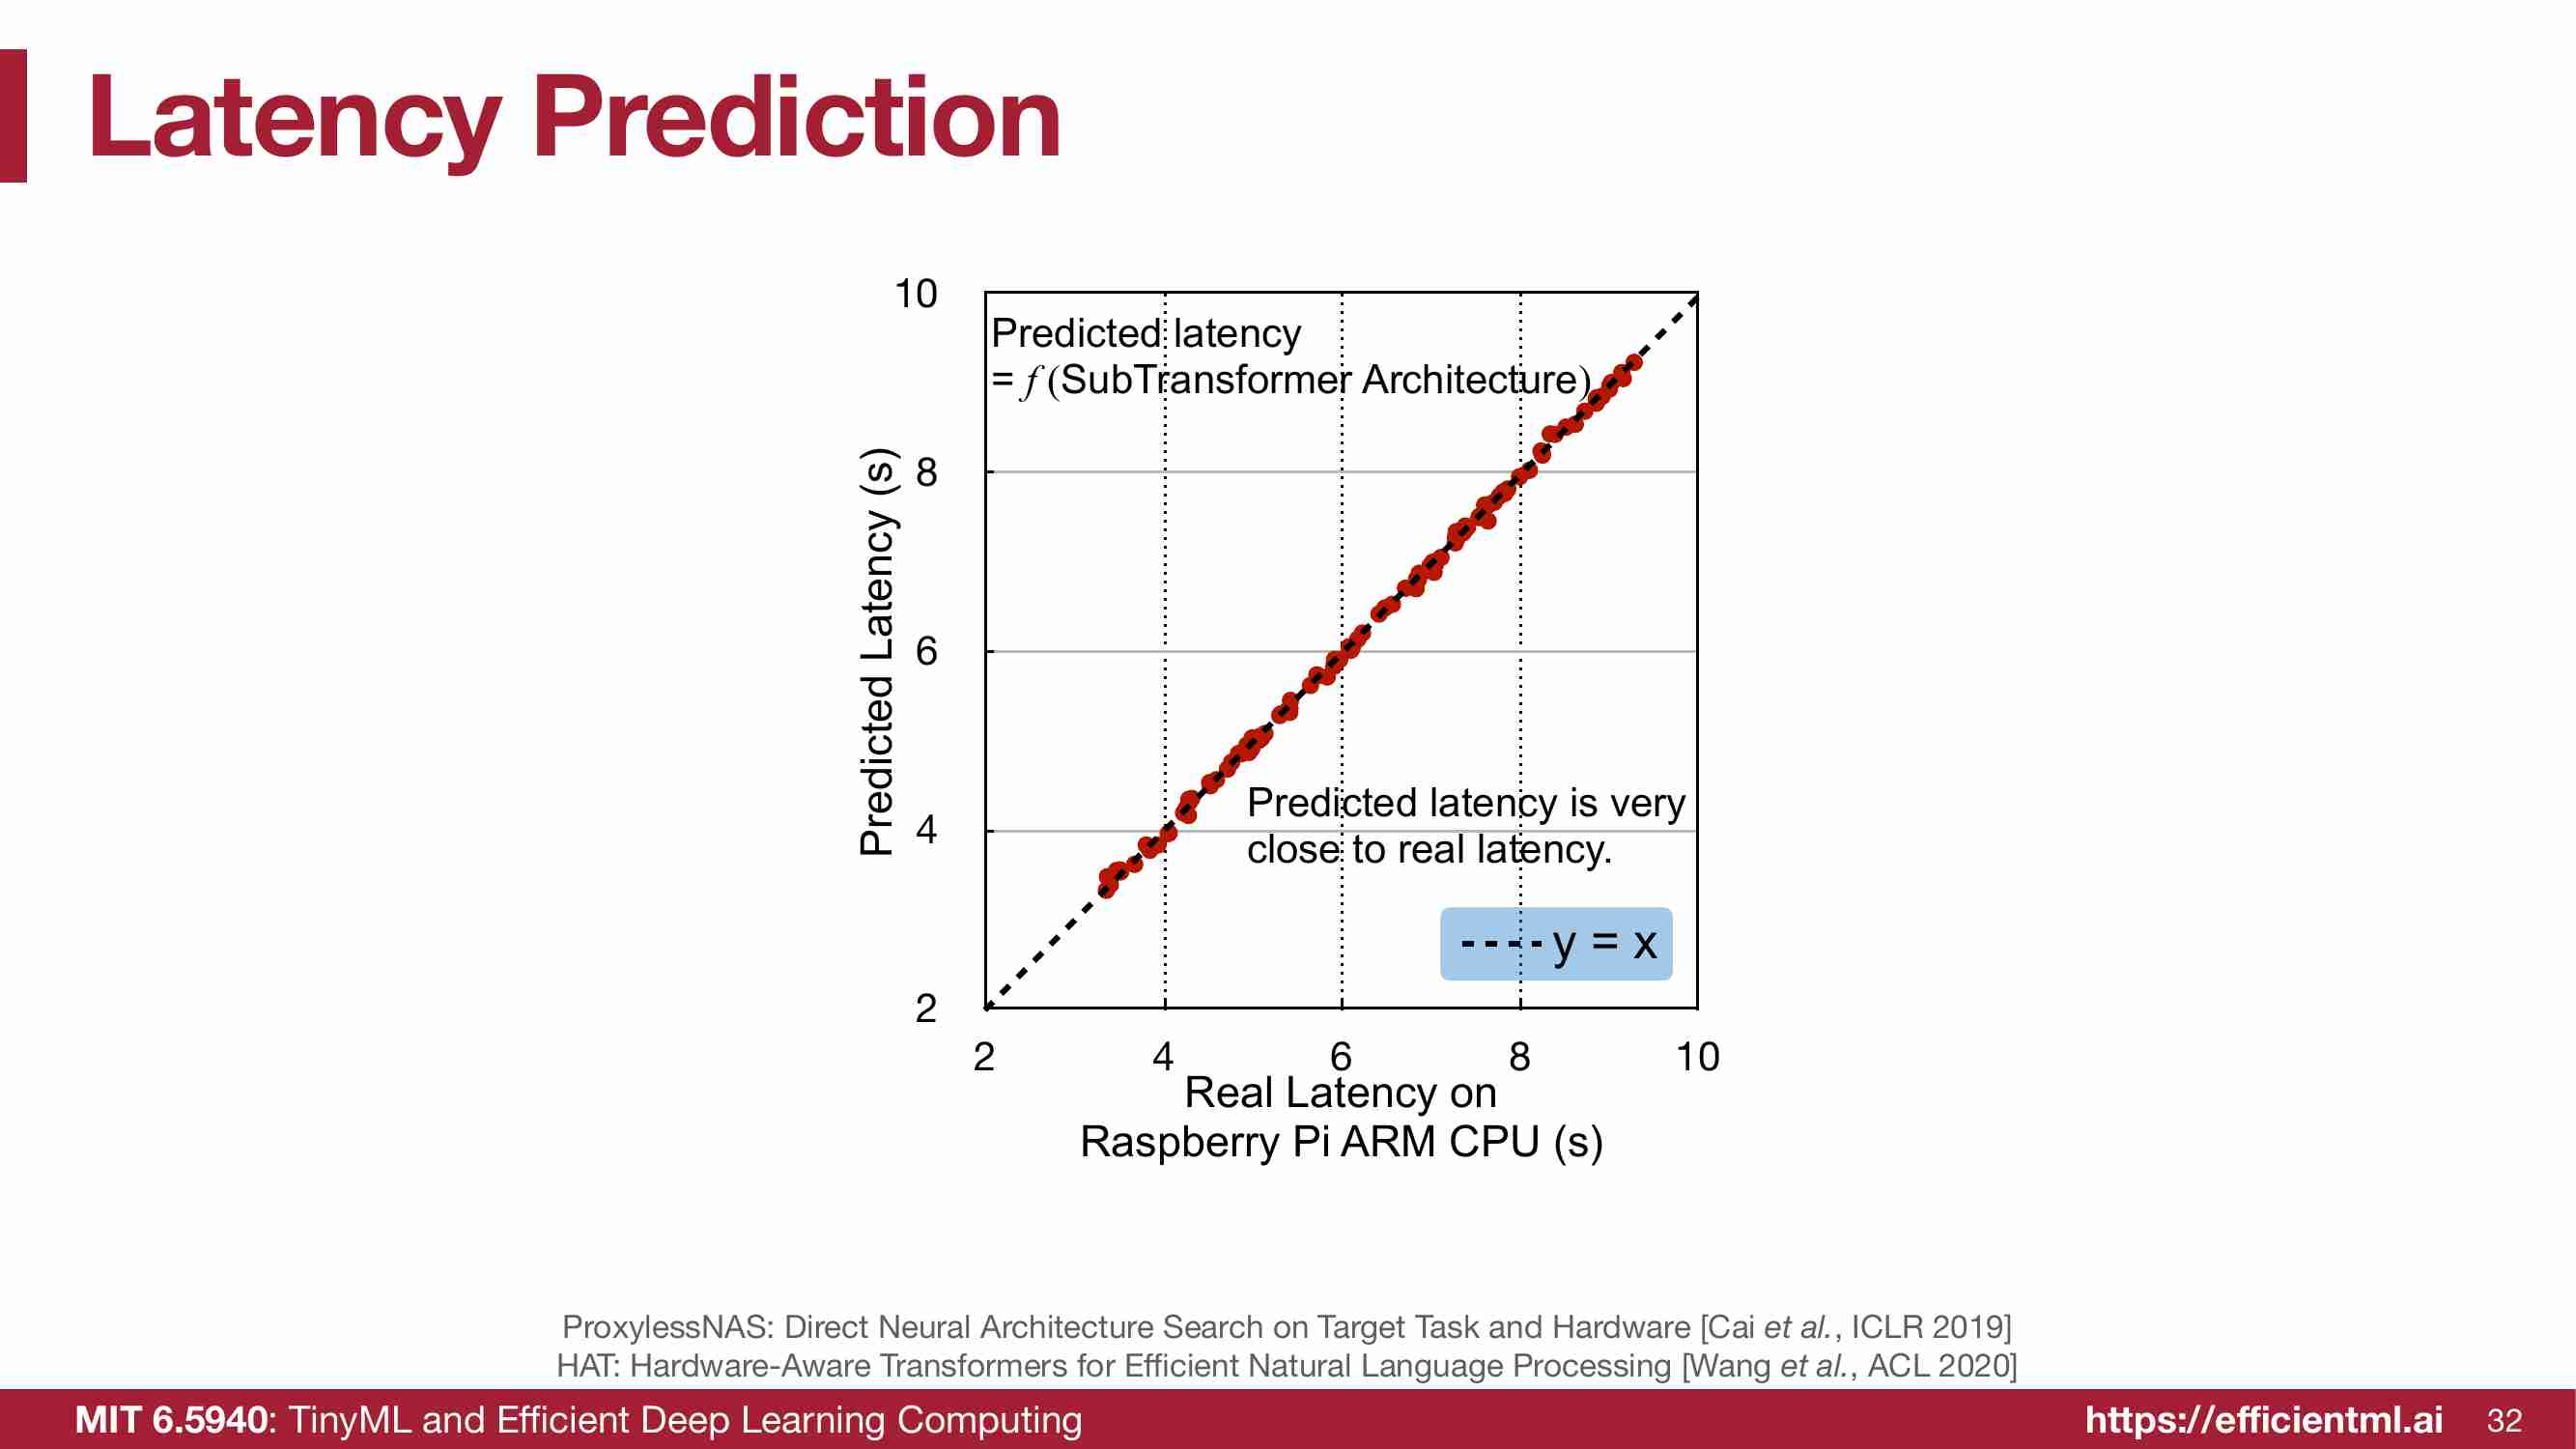 Latency Prediction
10
Predicted latency
= f (SubTransformer Architecture)
8
6
4
2
Predicted Latency (s)
Predicted latency is very
close to real latency.
y = x
2 4 6 8 10
Real Latency on
Raspberry Pi ARM CPU (s)
ProxylessNAS: Direct Neural Architecture Search on Target Task and Hardware [Cai et al., ICLR 2019]
HAT: Hardware-Aware Transformers for Efficient Natural Language Processing [Wang et al., ACL 2020]
MIT 6.5940: TinyML and Efficient Deep Learning Computing
https://efficientml.ai 32